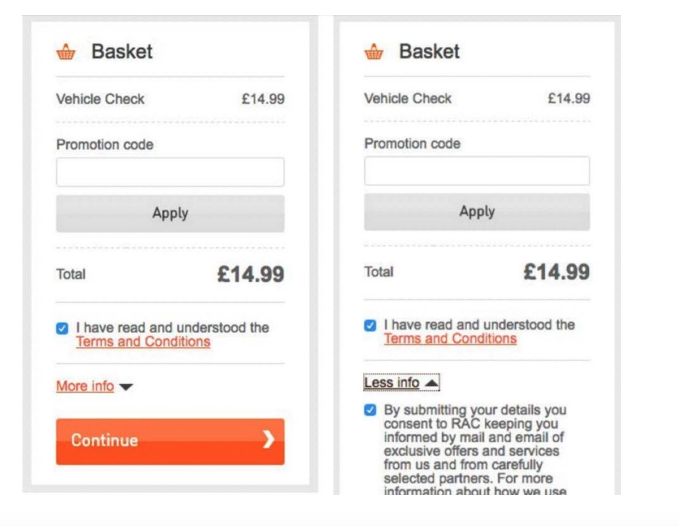 Basket
Vehicle Check £14.99
Promotion code
Apply
Total £14.99
I have read and understood the
Terms and Conditions
More info
Continue
Basket
Vehicle Check £14.99
Promotion code
Apply
Total £14.99
I have read and understood the
Terms and Conditions
Less info
By submitting your details you
consent to RAC keeping you
informed by mail and email of
exclusive offers and services
from us and from carefully
selected partners. For more
information about how we use